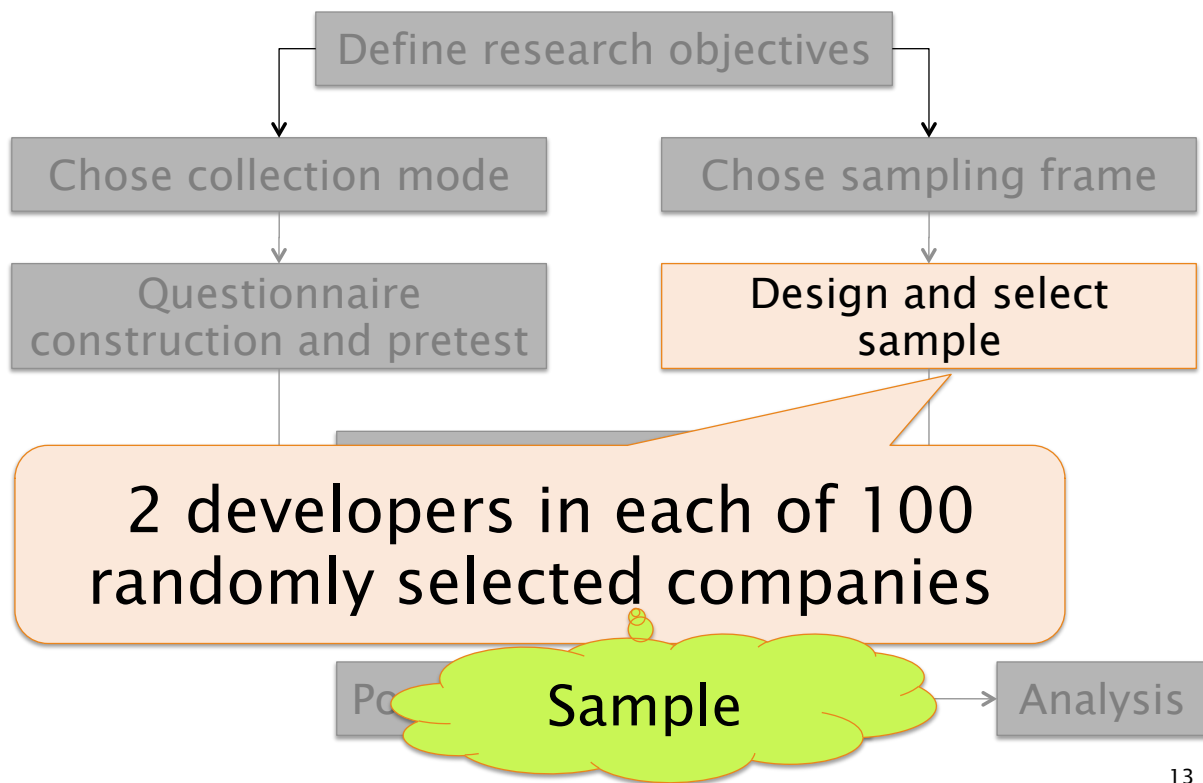 Define research objectives
Chose collection mode
Chose sampling frame
Questionnaire
construction and pretest
Design and select
sample
2 developers in each of 100
randomly selected companies
Sample
Analysis
13